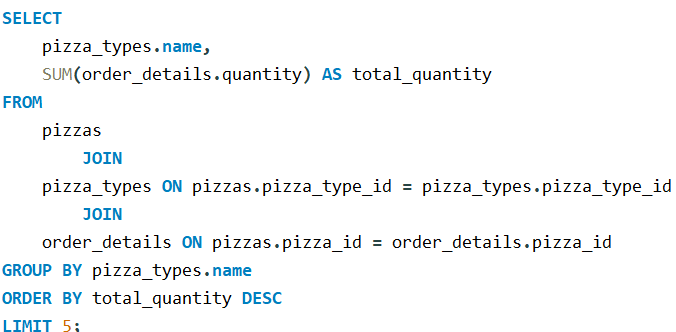 SELECT
pizza_types.name,
SUM(order_details.quantity) AS total_quantity
FROM
pizzas
JOIN
pizza_types ON pizzas.pizza_type_id = pizza_types.pizza_type_id
JOIN
order_details ON pizzas.pizza_id = order_details.pizza_id
GROUP BY pizza_types.name
ORDER BY total_quantity DESC
LIMIT 5;